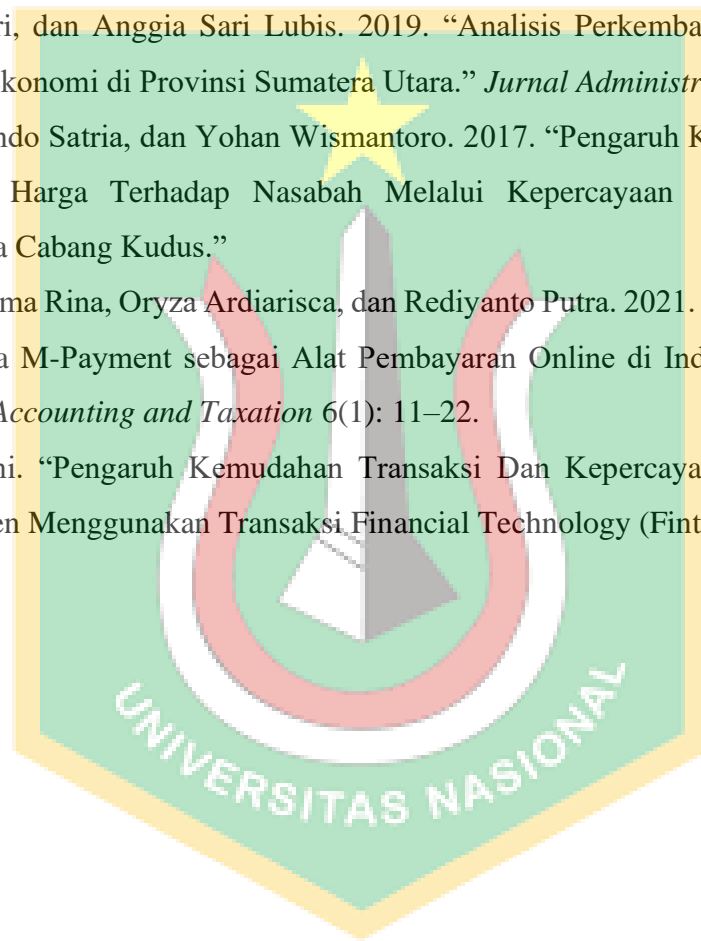 ri, dan Anggia Sari Lubis. 2019. “Analisis Perkemba
konomi di Provinsi Sumatera Utara.” Jurnal Administr
ndo Satria, dan Yohan Wismantoro. 2017. “Pengaruh K
Harga Terhadap Nasabah Melalui Kepercayaan
a Cabang Kudus.”
ma Rina, Oryza Ardiarisca, dan Rediyanto Putra. 2021.
a M-Payment sebagai Alat Pembayaran Online di Ind
Accounting and Taxation 6(1): 11–22.
ni. “Pengaruh Kemudahan Transaksi Dan Kepercaya
en Menggunakan Transaksi Financial Technology (Fint
UNIVERSITAS NASIONAL